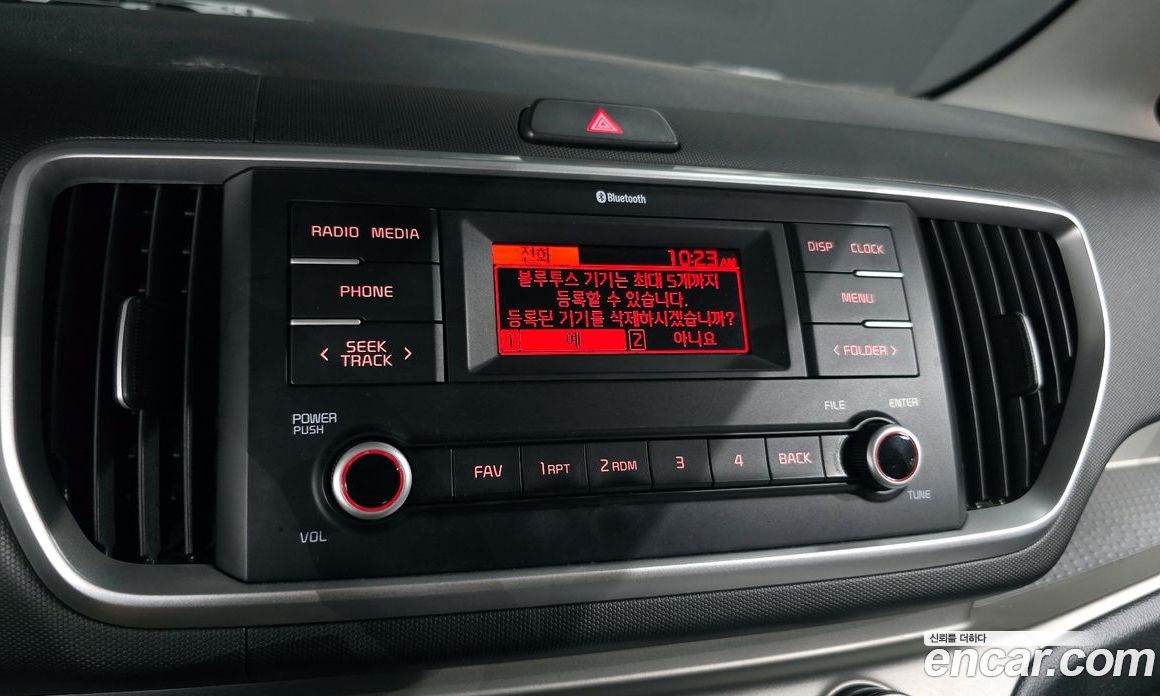 Bluetooth
RADIO MEDIA
PHONE
< SEEK TRACK >
전화 10:23 AM
블루투스 기기는 최대 5개까지
등록할 수 있습니다.
등록된 기기를 삭제하시겠습니까?
1 예 2 아니요
DISP CLOCK
MENU
< FOLDER >
POWER
PUSH
VOL
FAV 1 RPT 2 RDM 3 4 BACK
FILE
ENTER
TUNE
신뢰를 더하다
encar.com